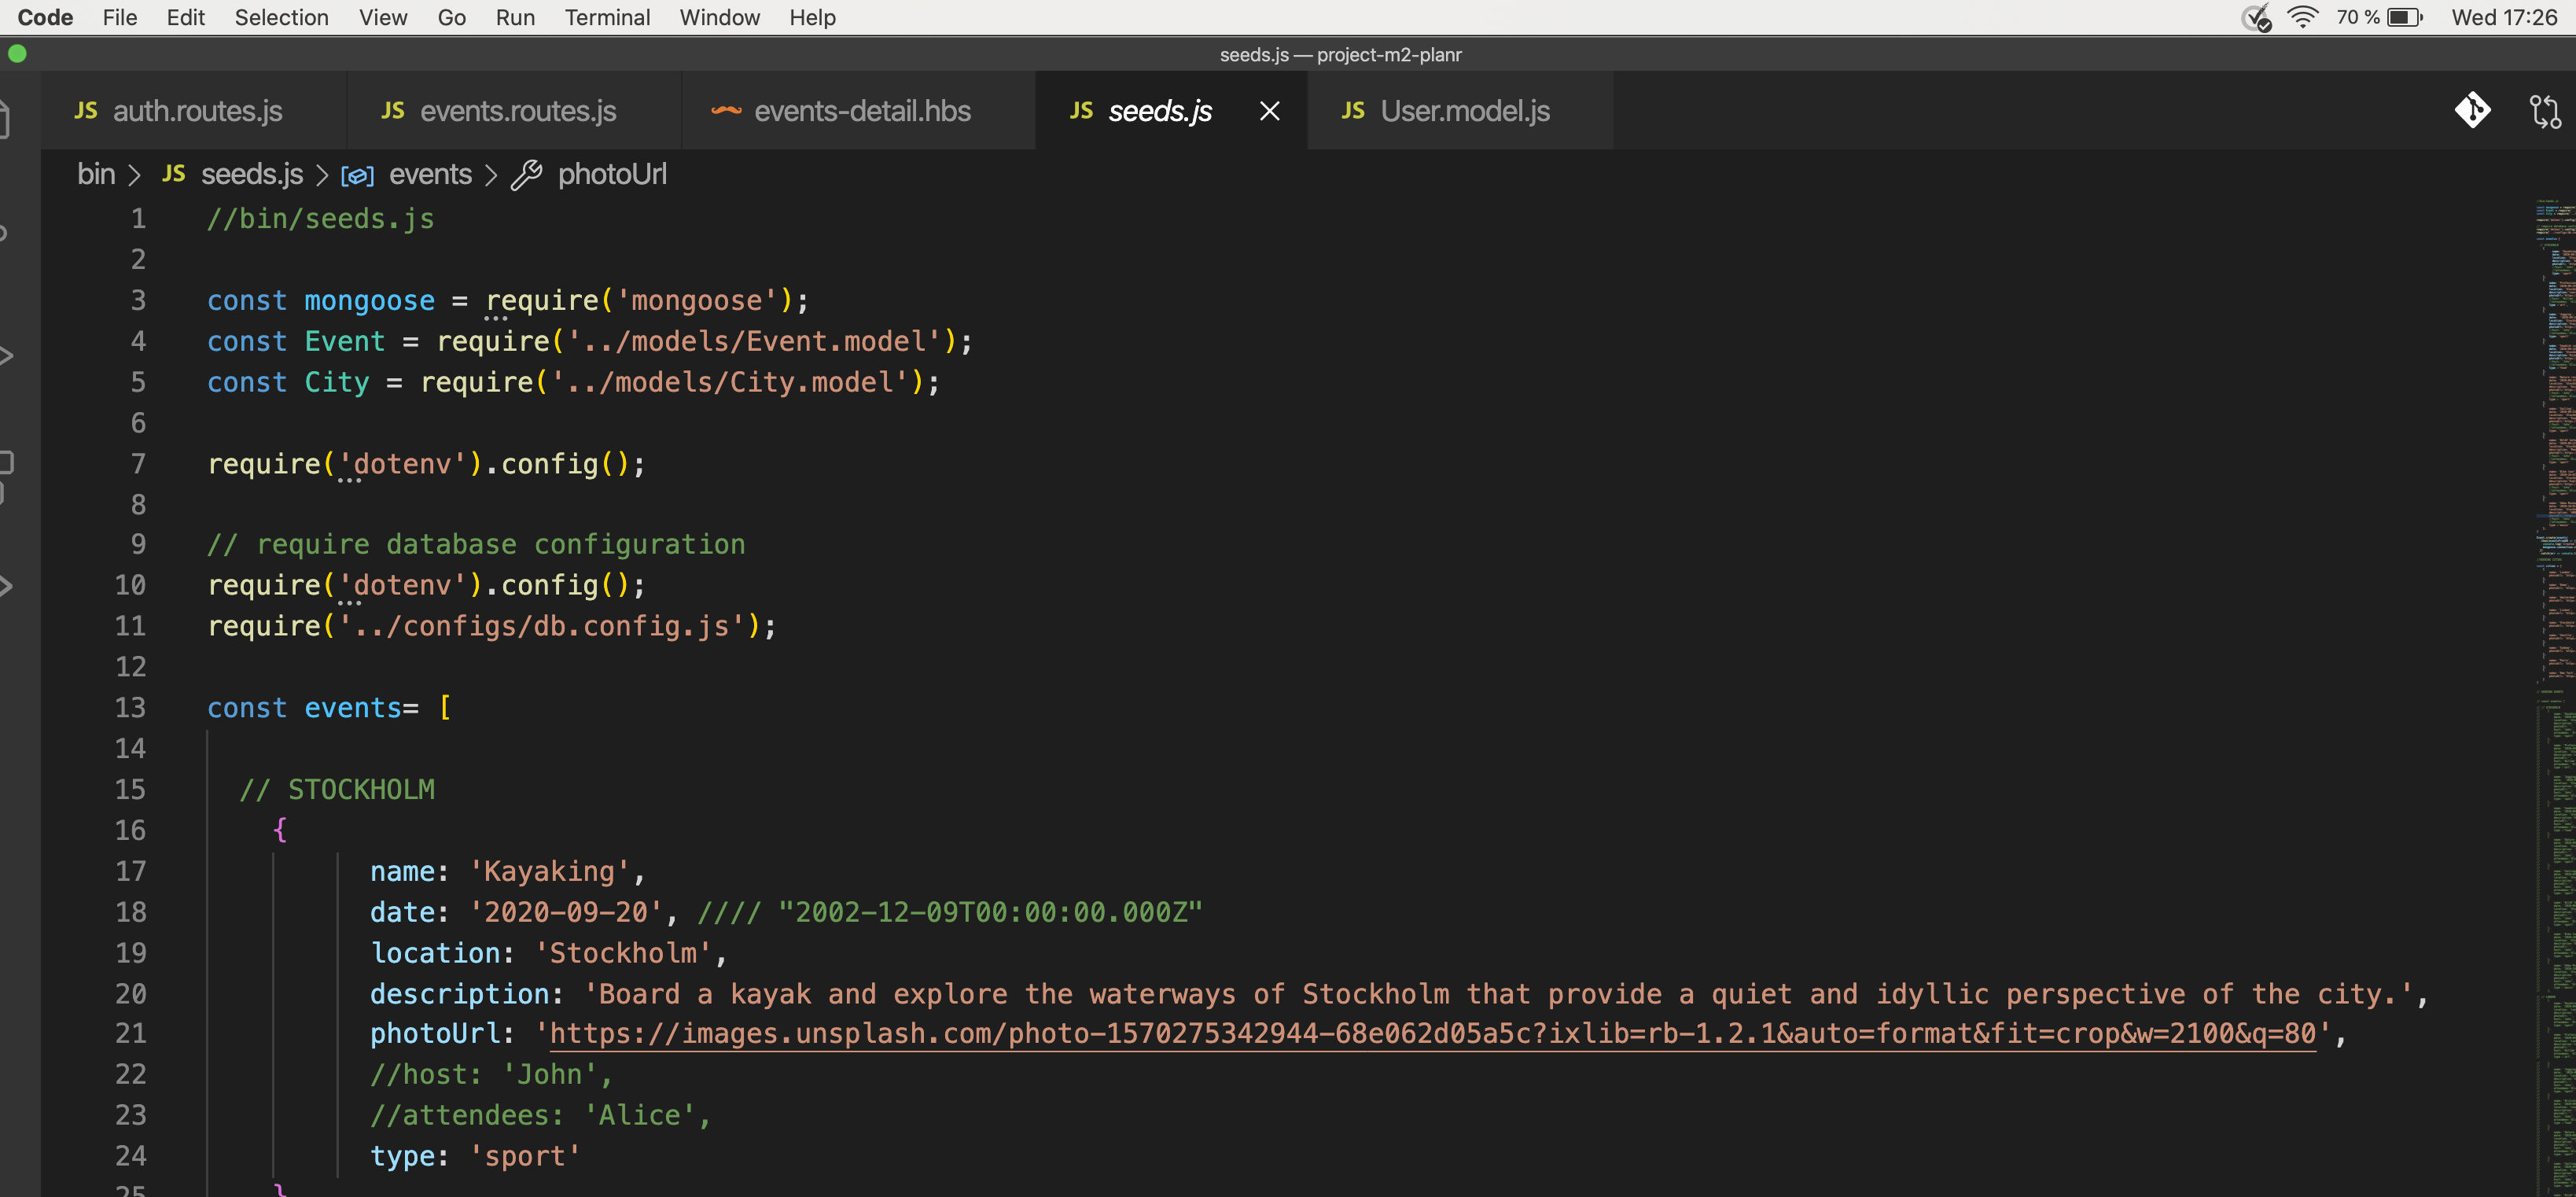 Code File Edit Selection View Go Run Terminal Window Help 70 % Wed 17:26
seeds.js — project-m2-planr
JS auth.routes.js JS events.routes.js events-detail.hbs JS seeds.js JS User.model.js
bin > JS seeds.js > events > photoUrl
1 //bin/seeds.js
2
3 const mongoose = require('mongoose');
4 const Event = require('../models/Event.model');
5 const City = require('../models/City.model');
6
7 require('dotenv').config();
8
9 // require database configuration
10 require('dotenv').config();
11 require('../configs/db.config.js');
12
13 const events= [
14
15 // STOCKHOLM
16 {
17 name: 'Kayaking',
18 date: '2020-09-20', //// "2002-12-09T00:00:00.000Z"
19 location: 'Stockholm',
20 description: 'Board a kayak and explore the waterways of Stockholm that provide a quiet and idyllic perspective of the city.',
21 photoUrl: 'https://images.unsplash.com/photo-1570275342944-68e062d05a5c?ixlib=rb-1.2.1&auto=format&fit=crop&w=2100&q=80',
22 //host: 'John',
23 //attendees: 'Alice',
24 type: 'sport'
25 }